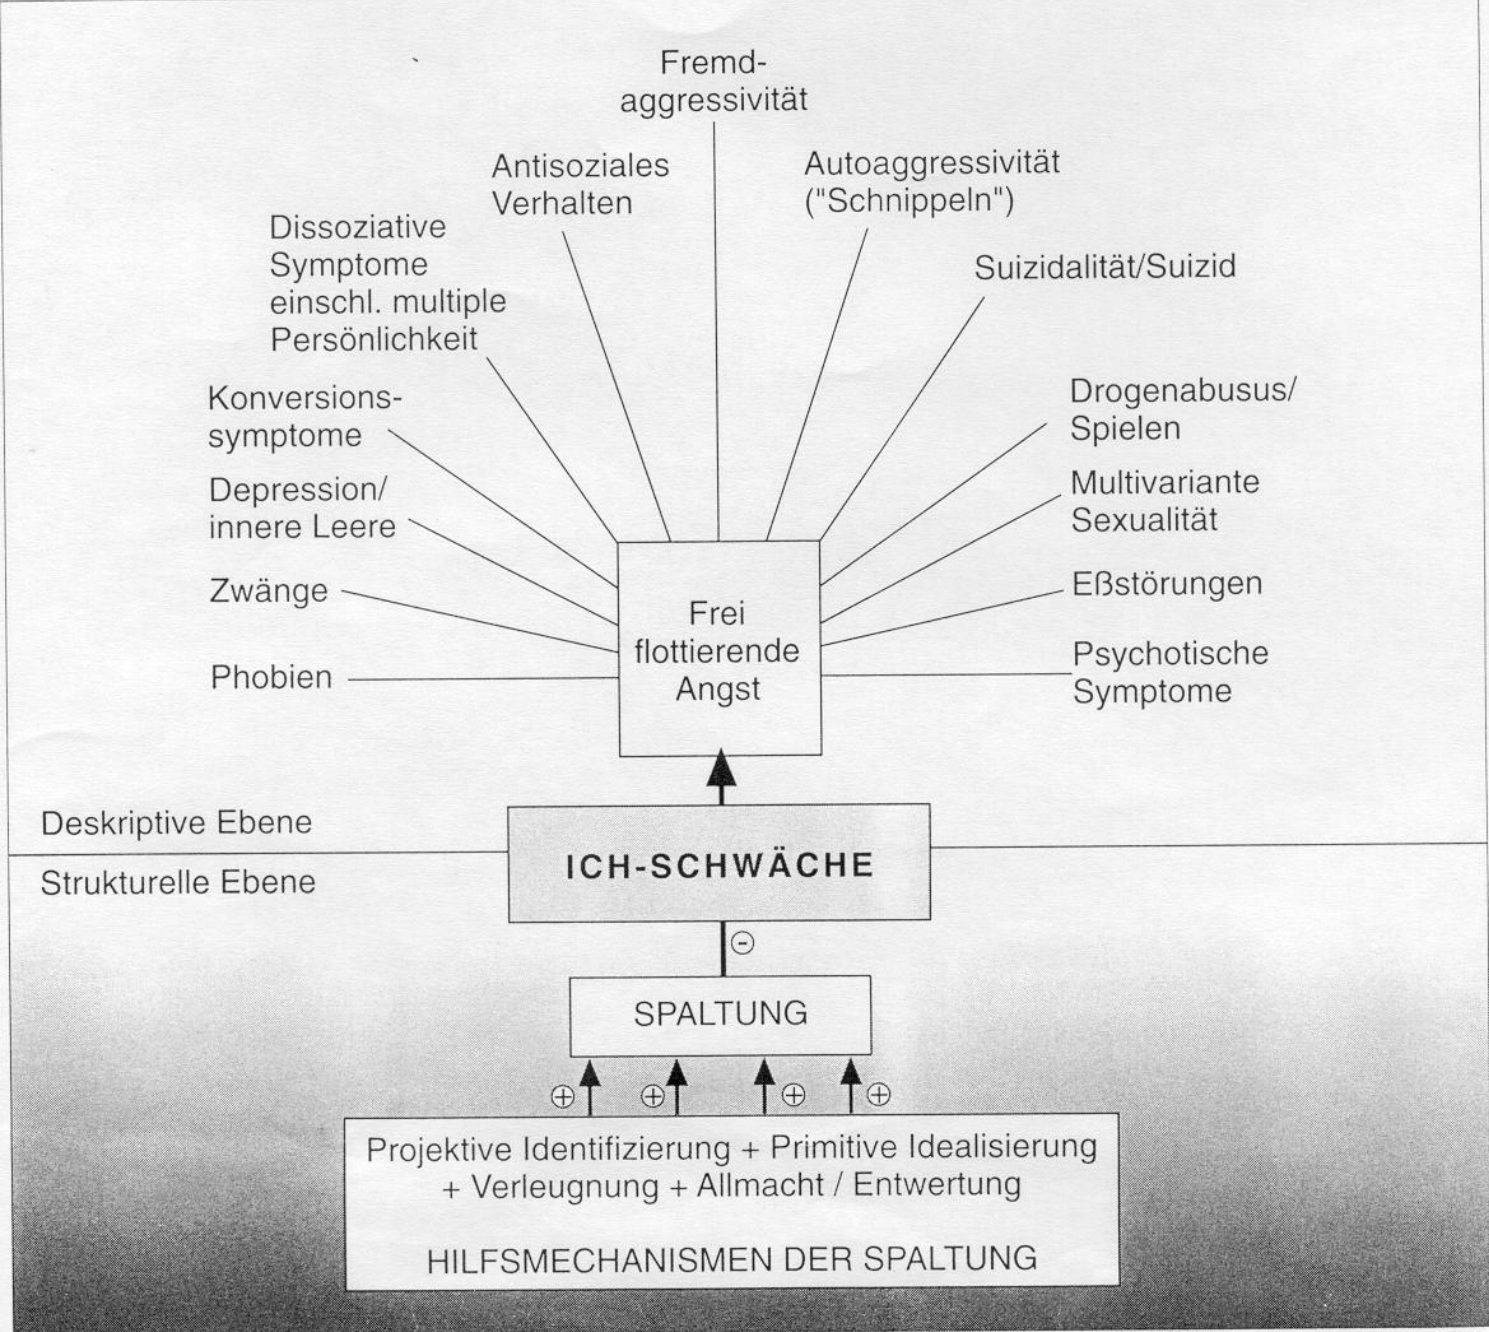 Fremd-
aggressivität
Antisoziales
Verhalten
Autoaggressivität
("Schnippeln")
Dissoziative
Symptome
einschl. multiple
Persönlichkeit
Suizidalität/Suizid
Konversions-
symptome
Drogenabusus/
Spielen
Depression/
innere Leere
Multivariante
Sexualität
Zwänge
Eßstörungen
Phobien
Psychotische
Symptome
Frei
flottierende
Angst
Deskriptive Ebene
ICH-SCHWÄCHE
Strukturelle Ebene
-
SPALTUNG
+ + + +
Projektive Identifizierung + Primitive Idealisierung
+ Verleugnung + Allmacht / Entwertung
HILFSMECHANISMEN DER SPALTUNG